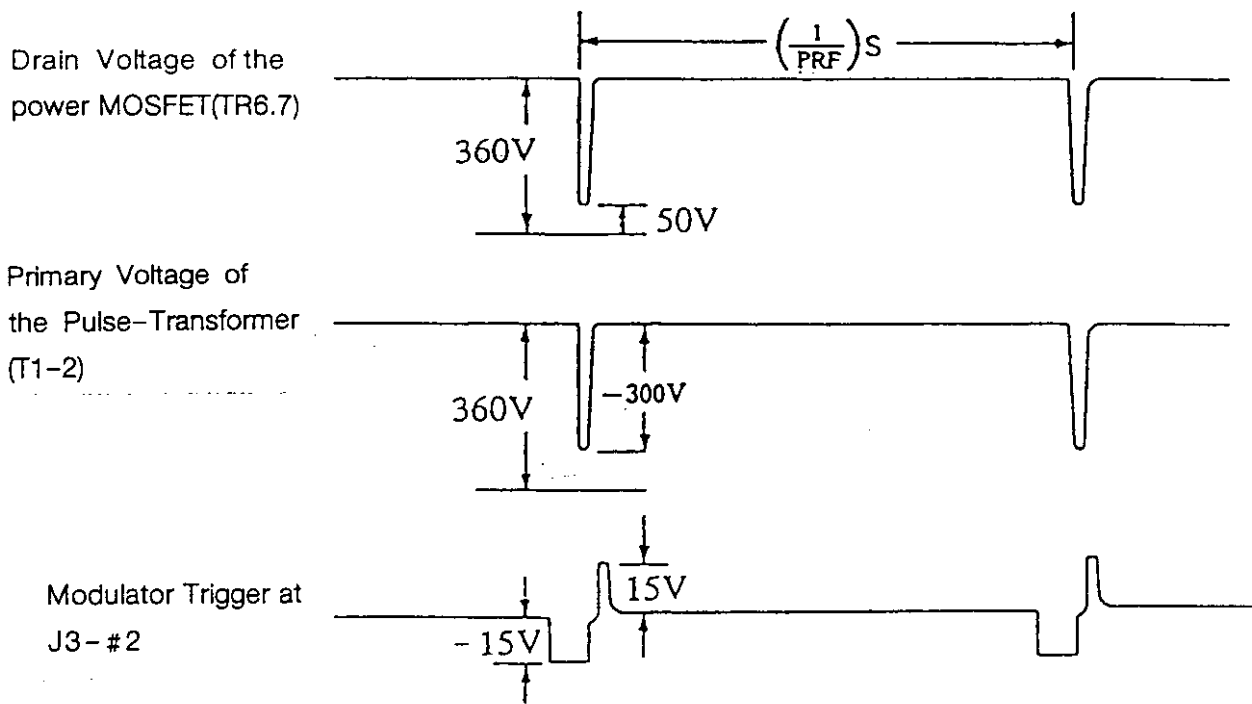 Drain Voltage of the
power MOSFET(TR6.7)
(1/PRF)S
360V
50V
Primary Voltage of
the Pulse-Transformer
(T1-2)
360V
-300V
Modulator Trigger at
J3-#2
-15V
15V